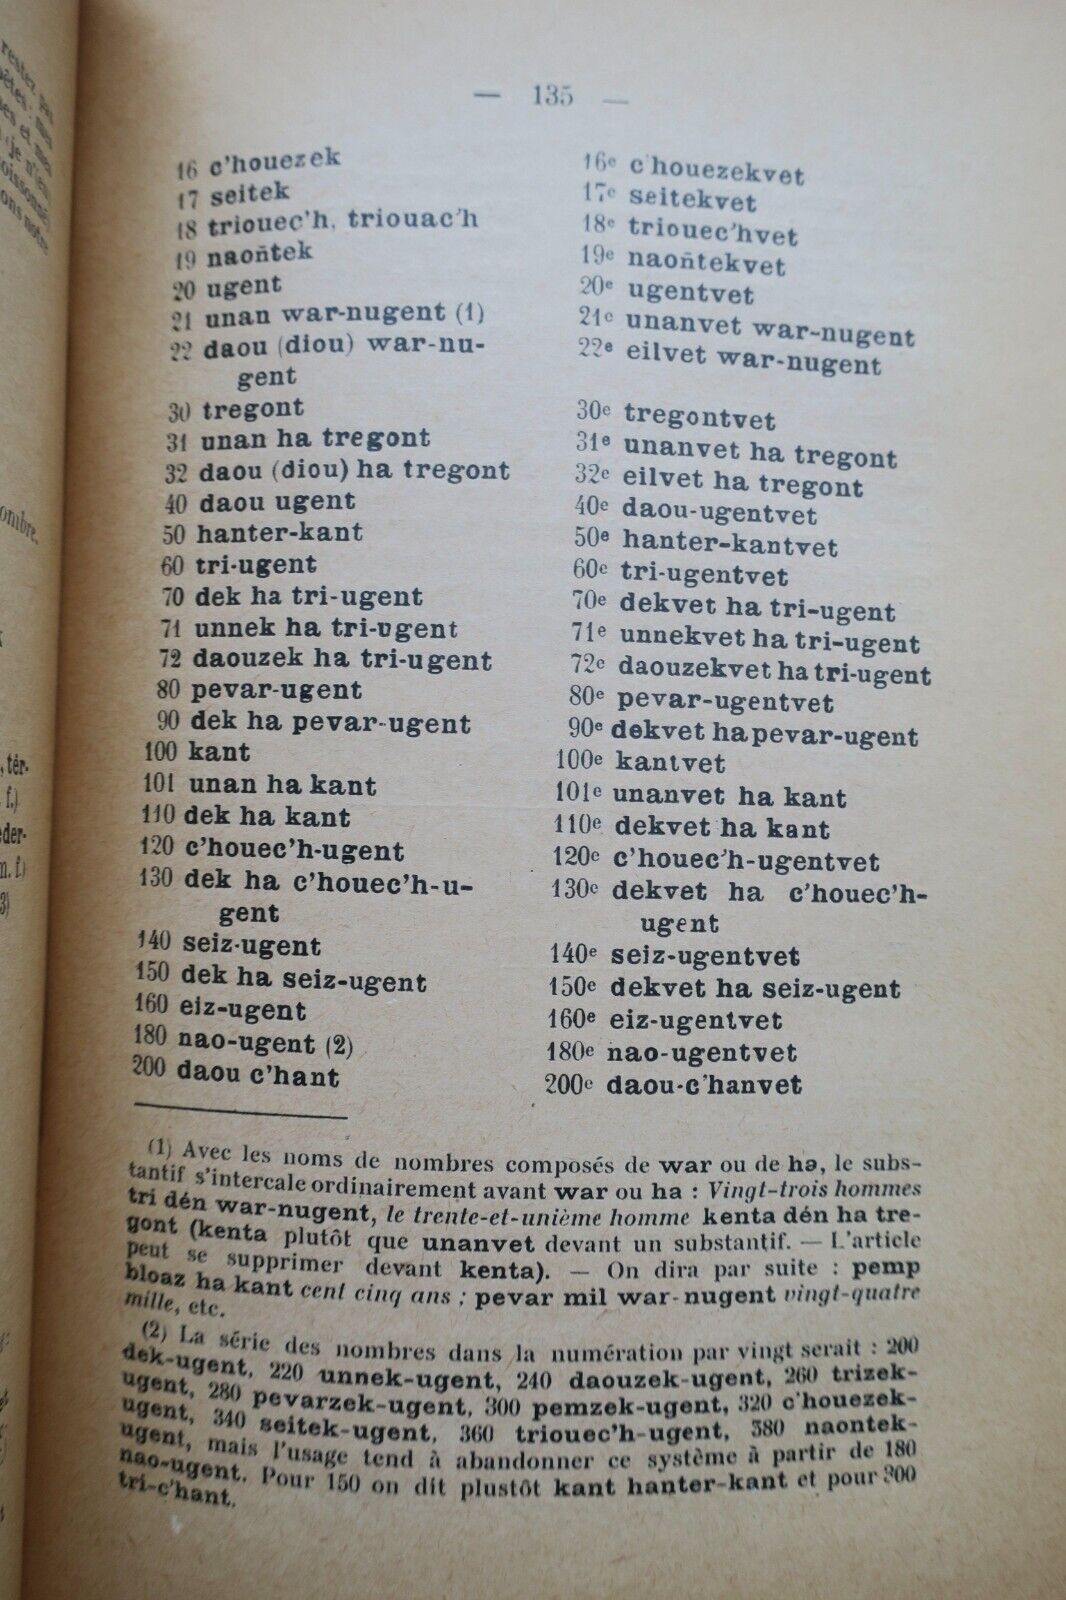 — 135 —
16 c'houezek
17 seitek
18 triouec'h, triouac'h
19 naoñtek
20 ugent
21 unan war-nugent (1)
22 daou (diou) war-nu-
gent
30 tregont
31 unan ha tregont
32 daou (diou) ha tregont
40 daou ugent
50 hanter-kant
60 tri-ugent
70 dek ha tri-ugent
71 unnek ha tri-ugent
72 daouzek ha tri-ugent
80 pevar-ugent
90 dek ha pevar-ugent
100 kant
101 unan ha kant
110 dek ha kant
120 c'houec'h-ugent
130 dek ha c'houec'h-u-
gent
140 seiz-ugent
150 dek ha seiz-ugent
160 eiz-ugent
180 nao-ugent (2)
200 daou c'hant
16e c'houezekvet
17e seitekvet
18e triouec'hvet
19e naoñtekvet
20e ugentvet
21e unanvet war-nugent
22e eilvet war-nugent
30e tregontvet
31e unanvet ha tregont
32e eilvet ha tregont
40e daou-ugentvet
50e hanter-kantvet
60e tri-ugentvet
70e dekvet ha tri-ugent
71e unnekvet ha tri-ugent
72e daouzekvet ha tri-ugent
80e pevar-ugentvet
90e dekvet ha pevar-ugent
100e kantvet
101e unanvet ha kant
110e dekvet ha kant
120e c'houec'h-ugentvet
130e dekvet ha c'houec'h-
ugent
140e seiz-ugentvet
150e dekvet ha seiz-ugent
160e eiz-ugentvet
180e nao-ugentvet
200e daou-c'hanvet
(1) Avec les noms de nombres composés de war ou de ha, le subs-
tantif s'intercale ordinairement avant war ou ha : Vingt-trois hommes
tri dén war-nugent, le trente-et-unième homme kenta dén ha tre-
gont (kenta plutôt que unanvet devant un substantif. — L'article
peut se supprimer devant kenta). — On dira par suite : pemp
bloaz ha kant cent cinq ans ; pevar mil war-nugent vingt-quatre
mille, etc.
(2) La série des nombres dans la numération par vingt serait : 200
dek-ugent, 220 unnek-ugent, 240 daouzek-ugent, 260 trizek-
ugent, 280 pevarzek-ugent, 300 pemzek-ugent, 320 c'houezek-
ugent, 340 seitek-ugent, 360 triouec'h-ugent, 380 naontek-
ugent, mais l'usage tend à abandonner ce système à partir de 180
nao-ugent. Pour 150 on dit plustôt kant hanter-kant et pour 300
tri-c'hant.